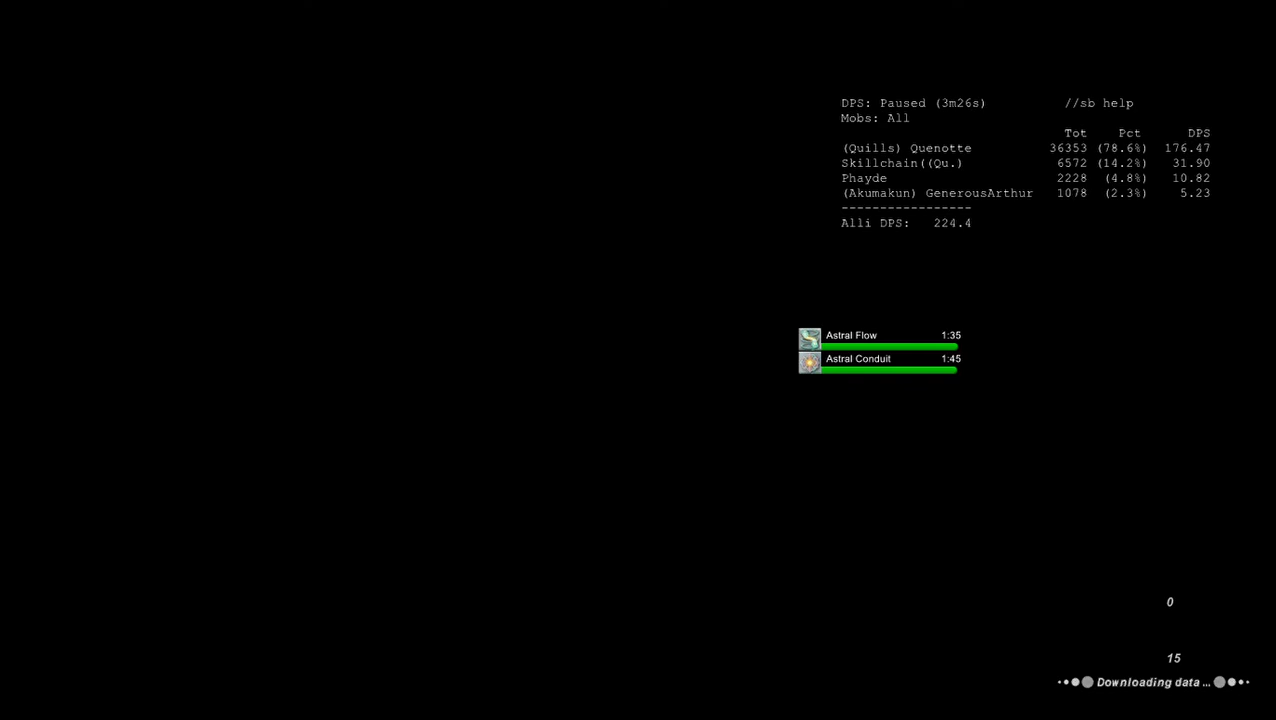 DPS: Paused (3m26s) //sb help
Mobs: All
Tot Pct DPS
(Quills) Quenotte 36353 (78.6%) 176.47
Skillchain((Qu.) 6572 (14.2%) 31.90
Phayde 2228 (4.8%) 10.82
(Akumakun) GenerousArthur 1078 (2.3%) 5.23
-----------------
Alli DPS: 224.4
Astral Flow 1:35
Astral Conduit 1:45
0
15
Downloading data ...